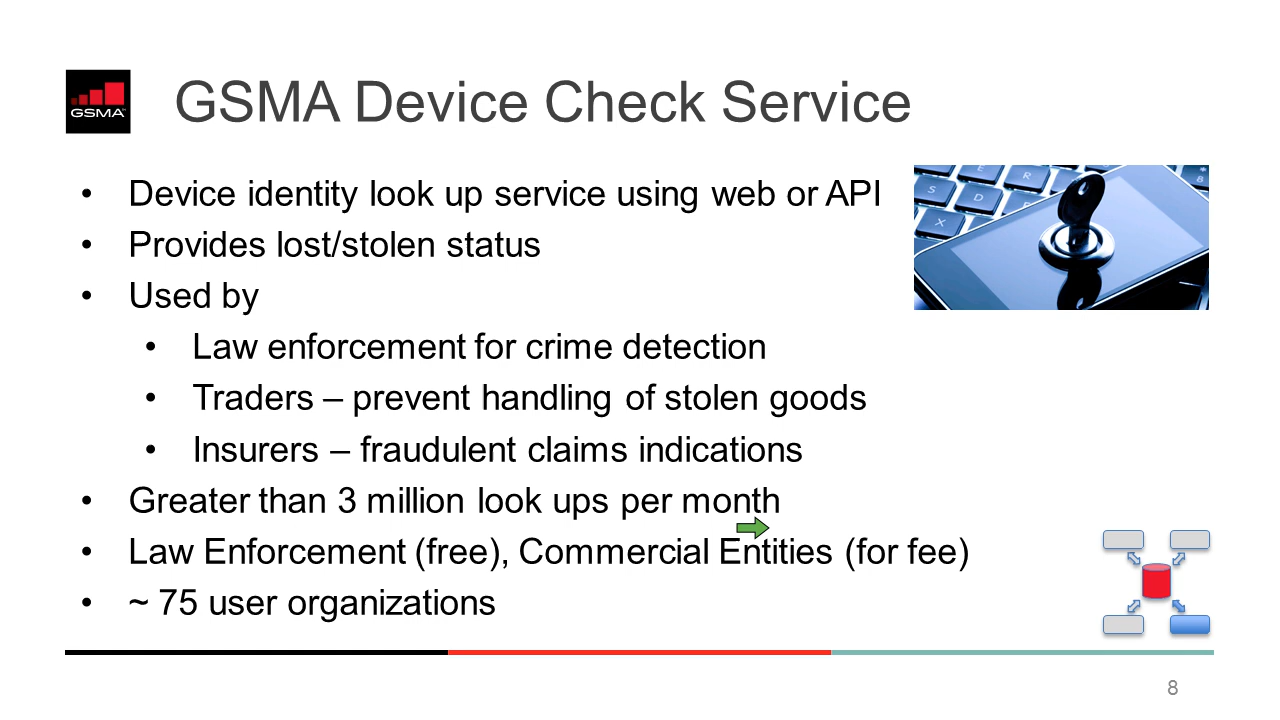 GSMA
GSMA Device Check Service
• Device identity look up service using web or API
• Provides lost/stolen status
• Used by
• Law enforcement for crime detection
• Traders – prevent handling of stolen goods
• Insurers – fraudulent claims indications
• Greater than 3 million look ups per month
• Law Enforcement (free), Commercial Entities (for fee)
• ~ 75 user organizations
E
R
S
D
X
B
8